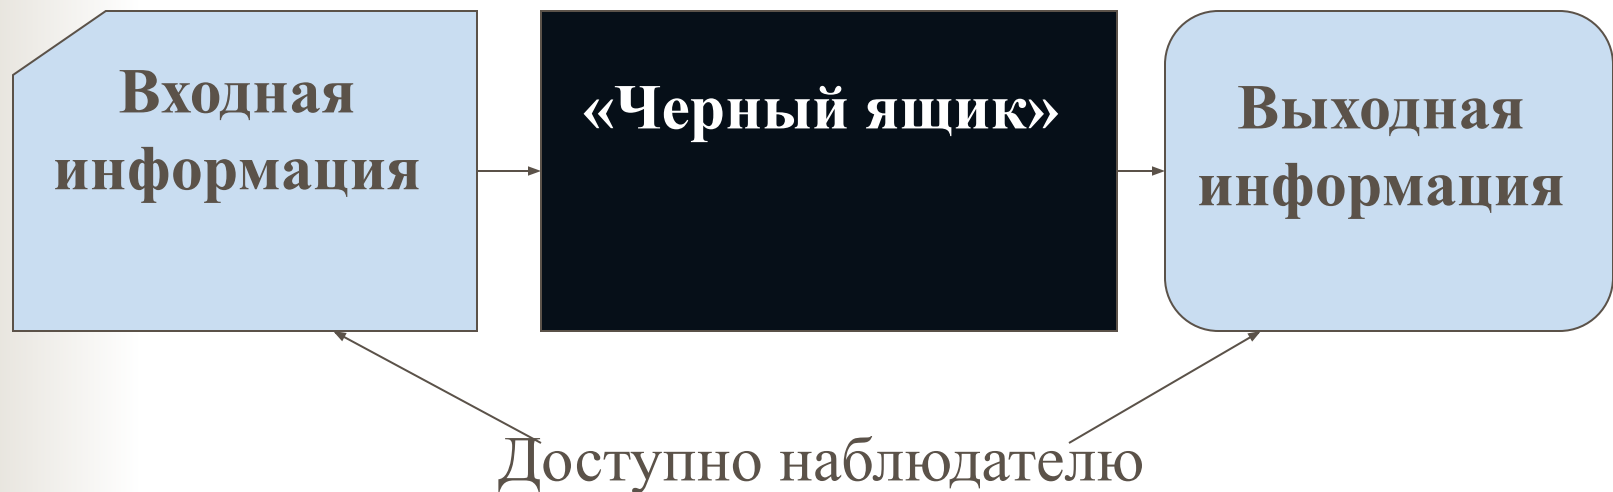 Входная
информация
«Черный ящик»
Выходная
информация
Доступно наблюдателю